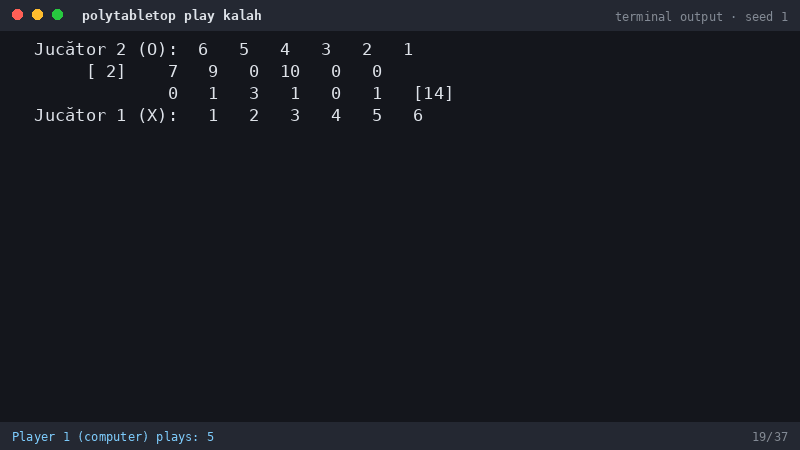 polytabletop play kalah
terminal output · seed 1
Jucător 2 (O):  6   5   4   3   2   1
[ 2]    7   9   0  10   0   0
0   1   3   1   0   1   [14]
Jucător 1 (X):   1   2   3   4   5   6
Player 1 (computer) plays: 5
19/37